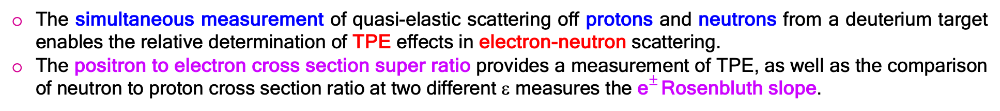 ○ The simultaneous measurement of quasi-elastic scattering off protons and neutrons from a deuterium target
enables the relative determination of TPE effects in electron-neutron scattering.
○ The positron to electron cross section super ratio provides a measurement of TPE, as well as the comparison
of neutron to proton cross section ratio at two different ε measures the e± Rosenbluth slope.